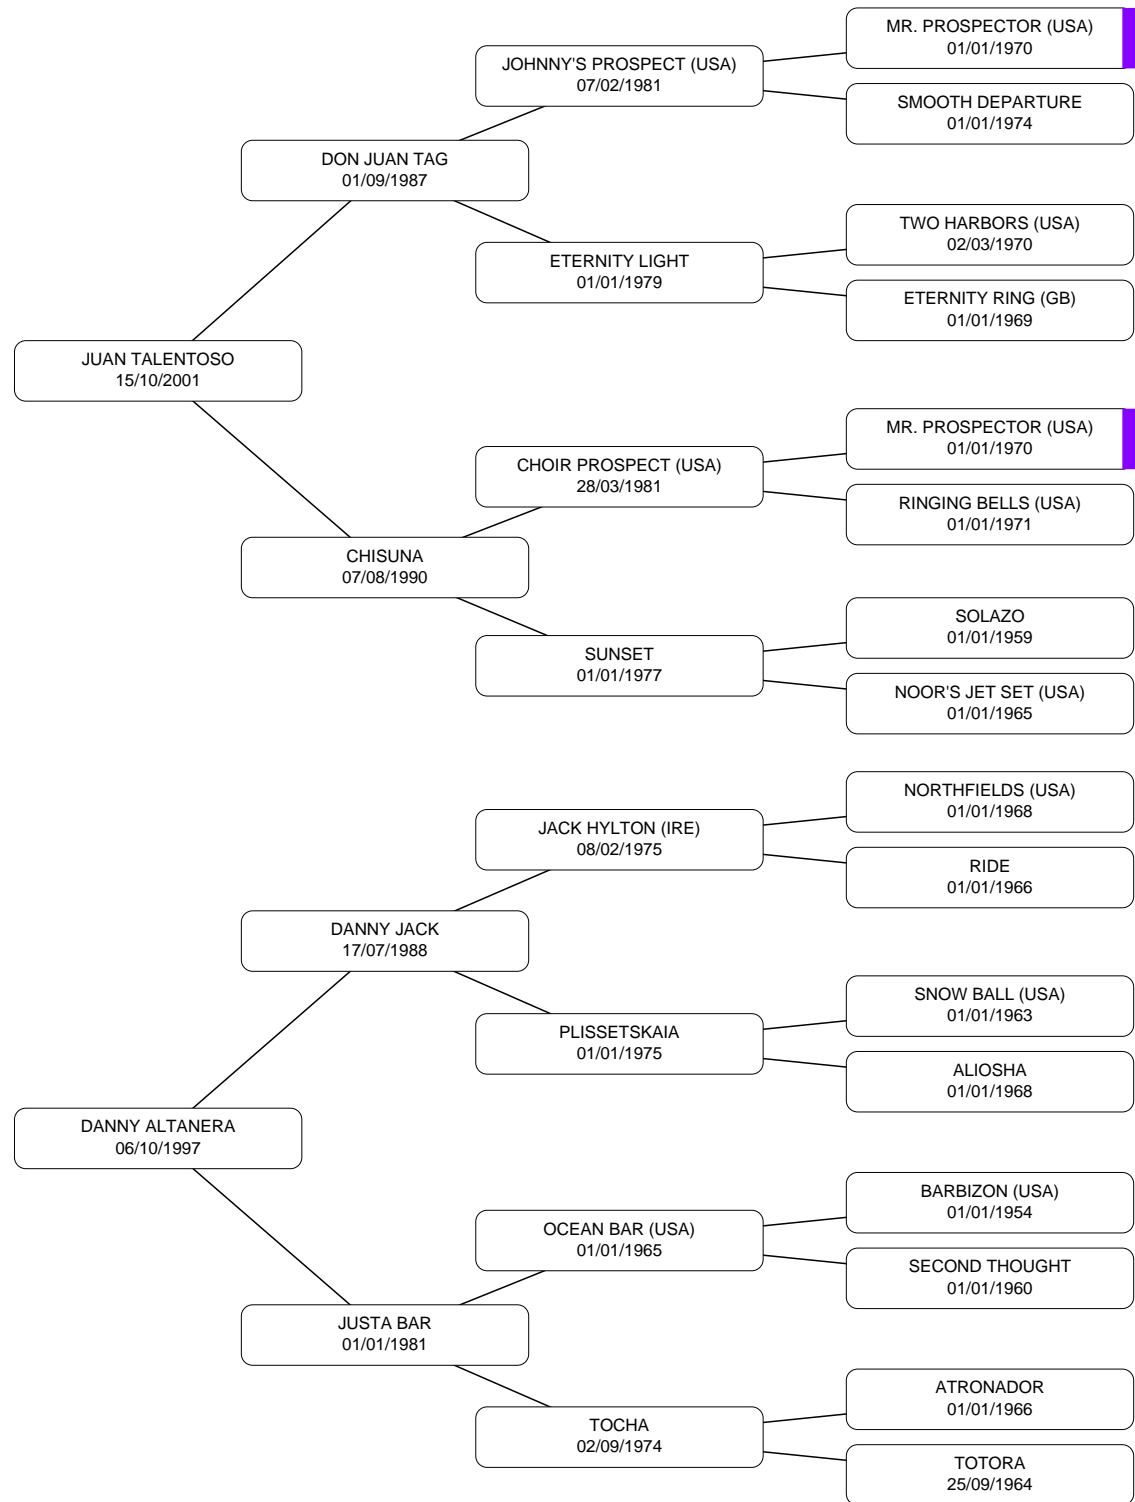 MR. PROSPECTOR (USA)
01/01/1970
JOHNNY'S PROSPECT (USA)
07/02/1981
SMOOTH DEPARTURE
01/01/1974
DON JUAN TAG
01/09/1987
TWO HARBORS (USA)
02/03/1970
ETERNITY LIGHT
01/01/1979
ETERNITY RING (GB)
01/01/1969
JUAN TALENTOSO
15/10/2001
MR. PROSPECTOR (USA)
01/01/1970
CHOIR PROSPECT (USA)
28/03/1981
RINGING BELLS (USA)
01/01/1971
CHISUNA
07/08/1990
SOLAZO
01/01/1959
SUNSET
01/01/1977
NOOR'S JET SET (USA)
01/01/1965
NORTHFIELDS (USA)
01/01/1968
JACK HYLTON (IRE)
08/02/1975
RIDE
01/01/1966
DANNY JACK
17/07/1988
SNOW BALL (USA)
01/01/1963
PLISSETSKAIA
01/01/1975
ALIOSHA
01/01/1968
DANNY ALTANERA
06/10/1997
BARBIZON (USA)
01/01/1954
OCEAN BAR (USA)
01/01/1965
SECOND THOUGHT
01/01/1960
JUSTA BAR
01/01/1981
ATRONADOR
01/01/1966
TOCHA
02/09/1974
TOTORA
25/09/1964